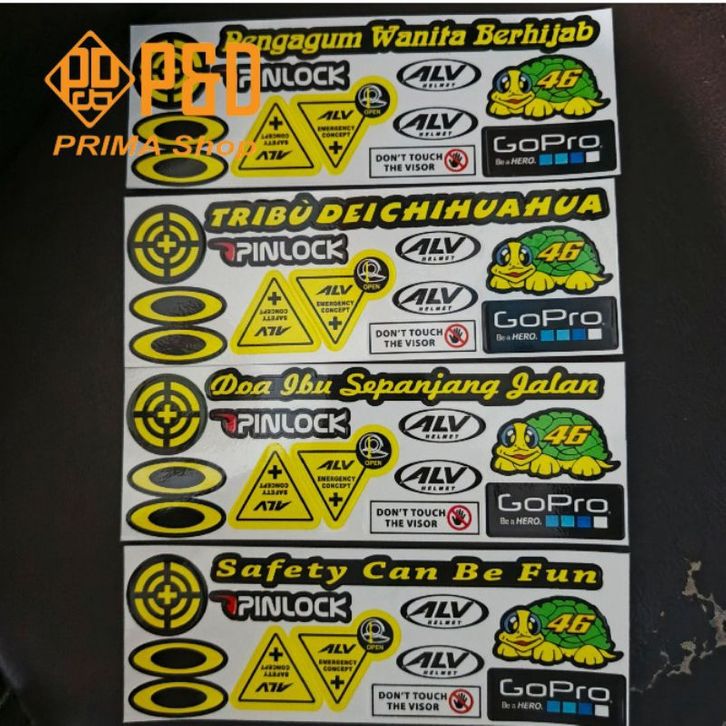 Pengagum Wanita Berhijab
P&D
PRIMA Shop
PINLOCK
ALV
HELMET
46
ALV
HELMET
OPEN
SAFETY
CONCEPT
ALV
ALV
EMERGENCY
CONCEPT
DON'T TOUCH
THE VISOR
GoPro
Be a HERO.
TRIBÙ DEI CHIHUAHUA
PINLOCK
ALV
HELMET
46
ALV
HELMET
OPEN
SAFETY
CONCEPT
ALV
ALV
EMERGENCY
CONCEPT
DON'T TOUCH
THE VISOR
GoPro
Be a HERO.
Doa Ibu Sepanjang Jalan
PINLOCK
ALV
HELMET
46
ALV
HELMET
OPEN
SAFETY
CONCEPT
ALV
ALV
EMERGENCY
CONCEPT
DON'T TOUCH
THE VISOR
GoPro
Be a HERO.
Safety Can Be Fun
PINLOCK
ALV
HELMET
46
ALV
HELMET
OPEN
SAFETY
CONCEPT
ALV
ALV
EMERGENCY
CONCEPT
DON'T TOUCH
THE VISOR
GoPro
Be a HERO.